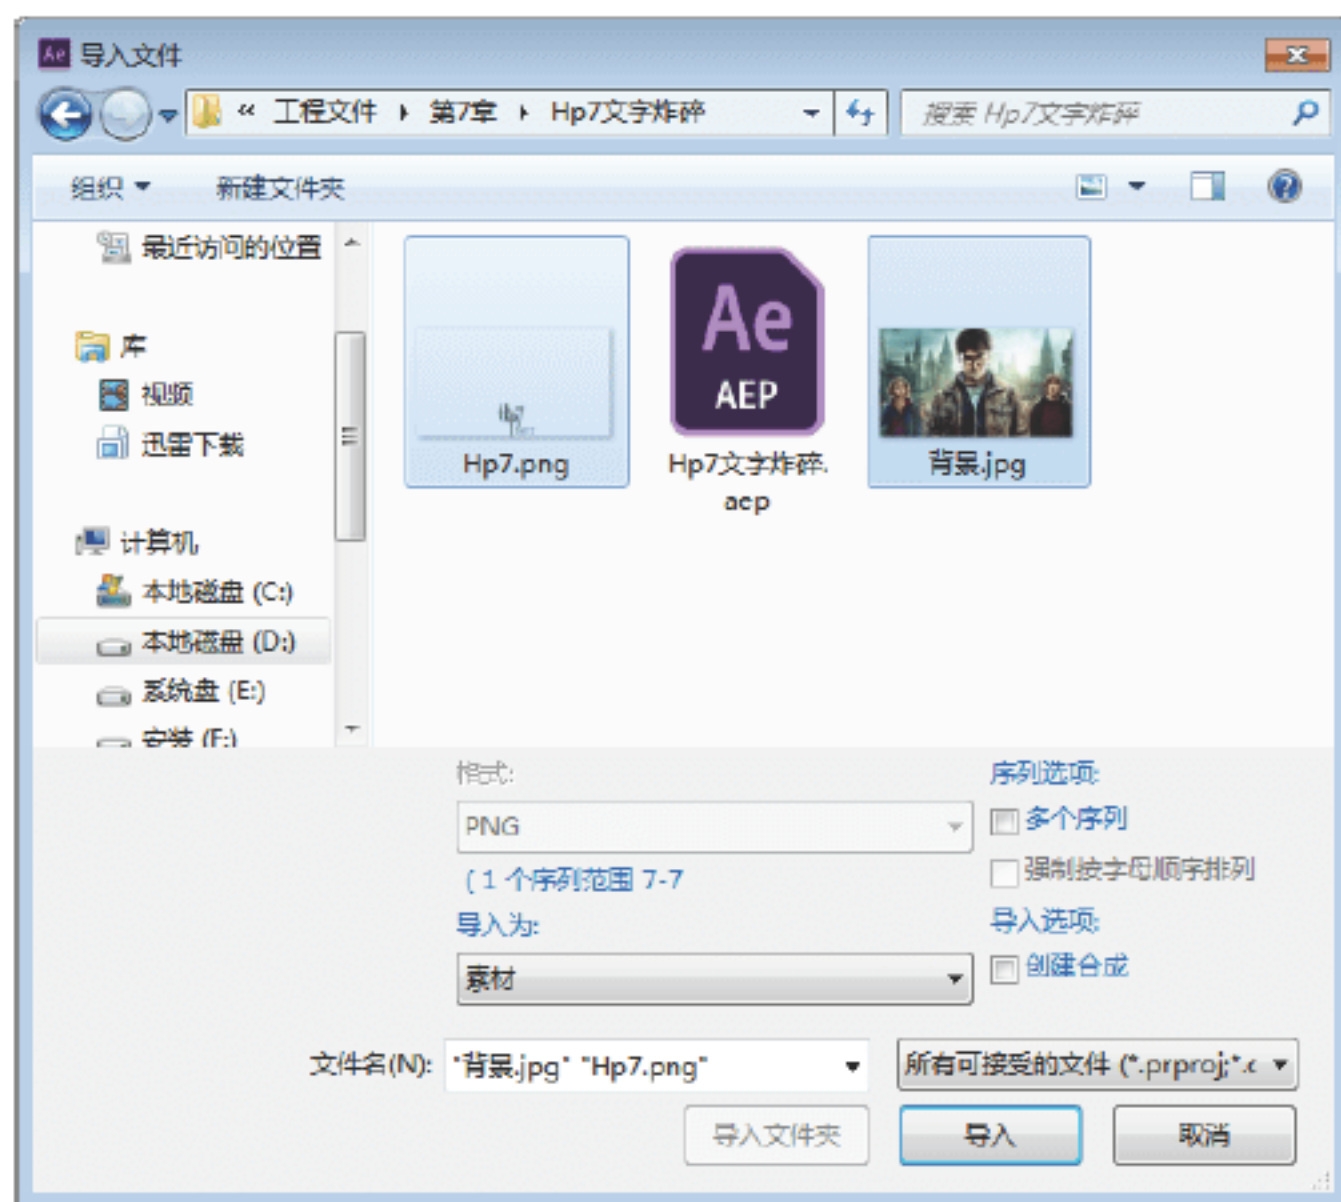 Ae 导入文件
« 工程文件 ▸ 第7章 ▸ Hp7文字炸碎
搜索 Hp7文字炸碎
组织 新建文件夹
最近访问的位置
库
视频
迅雷下载
计算机
本地磁盘 (C:)
本地磁盘 (D:)
系统盘 (E:)
安装 (F:)
Hp7
Hp7.png
Ae
AEP
Hp7文字炸碎.
aep
背景.jpg
格式:
PNG
(1 个序列范围 7-7
导入为:
素材
序列选项:
多个序列
强制按字母顺序排列
导入选项:
创建合成
文件名(N): "背景.jpg" "Hp7.png"
所有可接受的文件 (*.prproj;*.c
导入文件夹 导入 取消